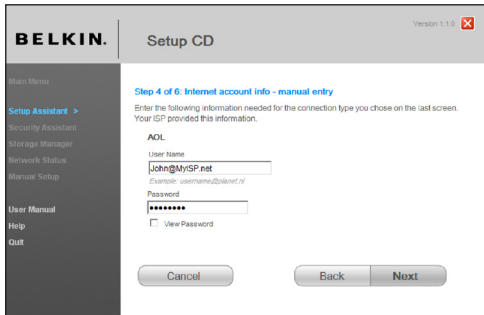 Version 1.1.0
BELKIN.
Setup CD
Main Menu
Setup Assistant >
Security Assistant
Storage Manager
Network Status
Manual Setup
User Manual
Help
Quit
Step 4 of 6: Internet account info - manual entry
Enter the following information needed for the connection type you chose on the last screen.
Your ISP provided this information.
AOL
User Name
John@MyISP.net
Example: username@planet.nl
Password
••••••••
View Password
Cancel
Back
Next